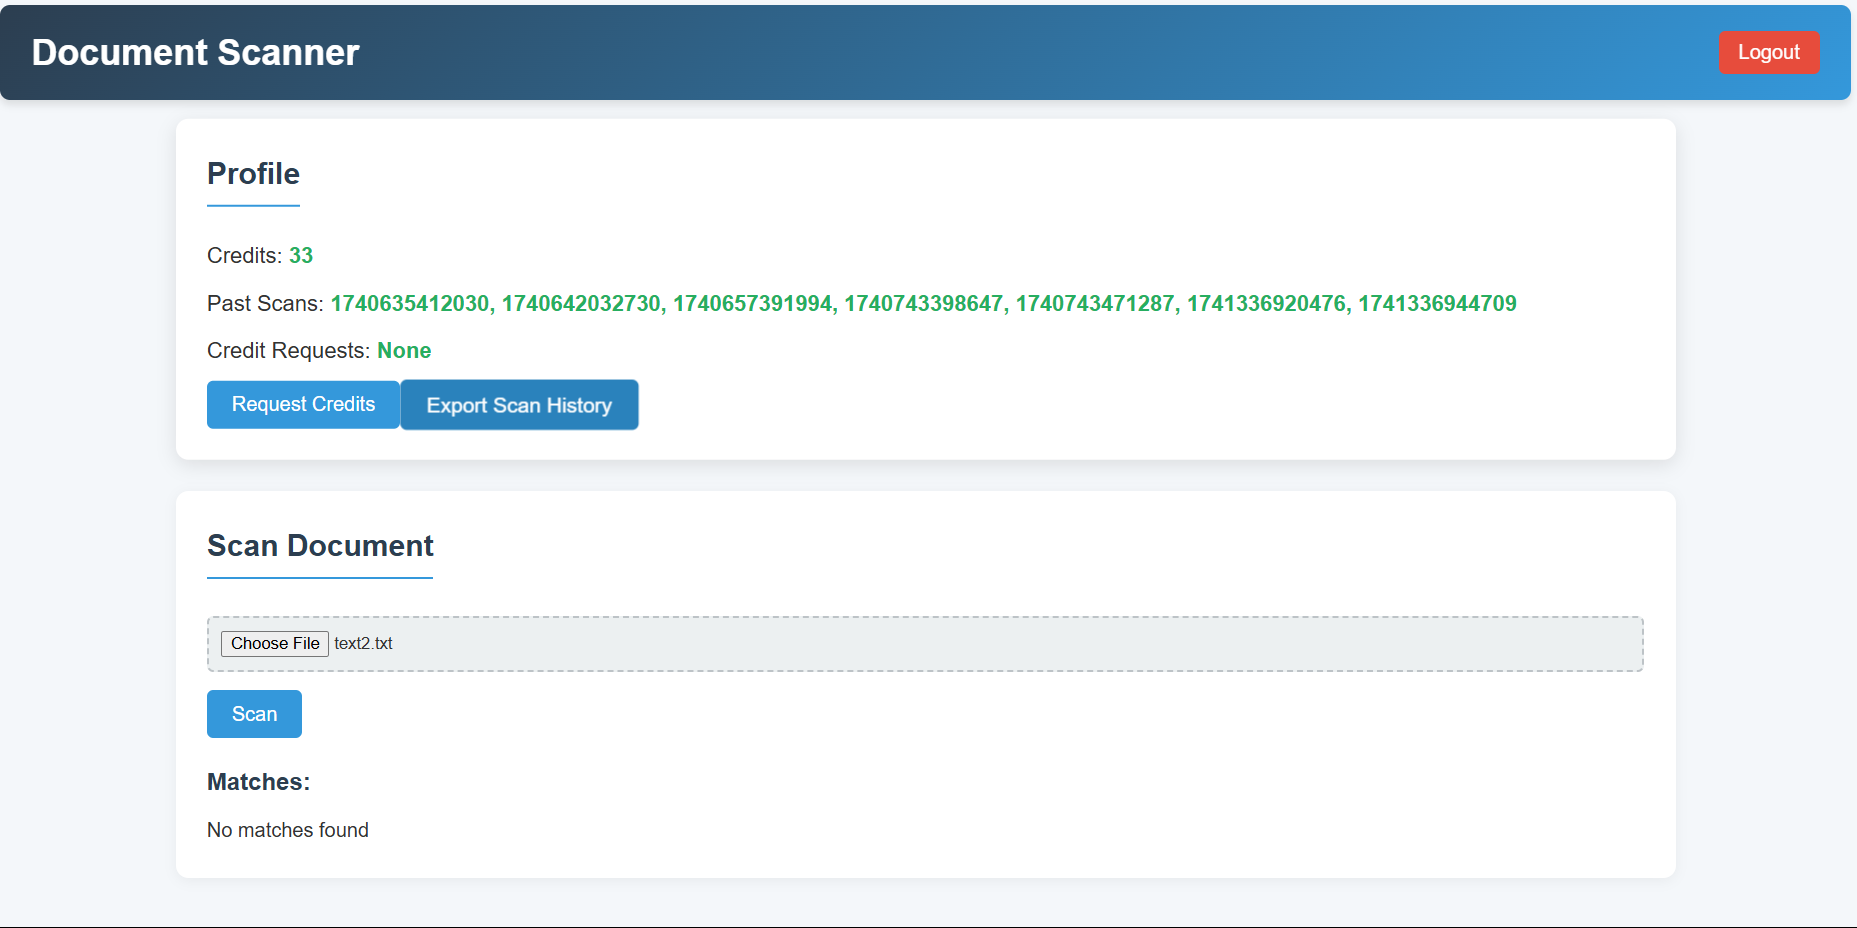 Document Scanner
Logout
Profile
Credits: 33
Past Scans: 1740635412030, 1740642032730, 1740657391994, 1740743398647, 1740743471287, 1741336920476, 1741336944709
Credit Requests: None
Request Credits
Export Scan History
Scan Document
Choose File text2.txt
Scan
Matches:
No matches found